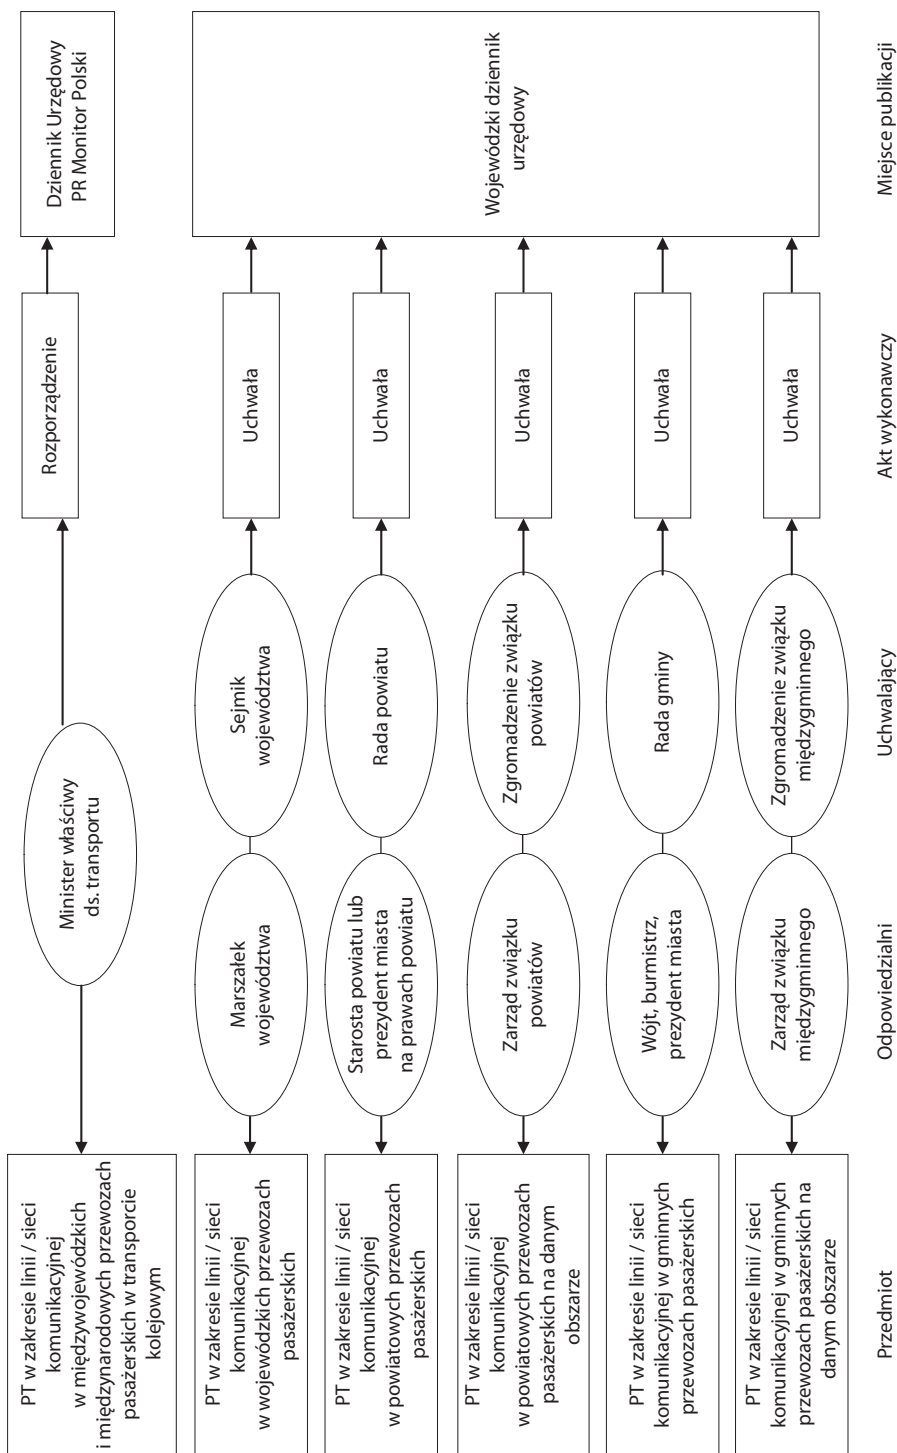 PT w zakresie linii / sieci
komunikacyjnej
w międzywojewódzkich
i międzynarodowych przewozach
pasażerskich w transporcie
kolejowym
Minister właściwy
ds. transportu
Rozporządzenie
Dziennik Urzędowy
PR Monitor Polski
PT w zakresie linii / sieci
komunikacyjnej
w wojewódzkich przewozach
pasażerskich
Marszałek
województwa
Sejmik
województwa
Uchwała
Wojewódzki dziennik
urzędowy
PT w zakresie linii / sieci
komunikacyjnej
w powiatowych przewozach
pasażerskich
Starosta powiatu lub
prezydent miasta
na prawach powiatu
Rada powiatu
Uchwała
PT w zakresie linii / sieci
komunikacyjnej
w powiatowych przewozach
pasażerskich na danym
obszarze
Zarząd związku
powiatów
Zgromadzenie związku
powiatów
Uchwała
PT w zakresie linii / sieci
komunikacyjnej w gminnych
przewozach pasażerskich
Wójt, burmistrz,
prezydent miasta
Rada gminy
Uchwała
PT w zakresie linii / sieci
komunikacyjnej w gminnych
przewozach pasażerskich na
danym obszarze
Zarząd związku
międzygminnego
Zgromadzenie związku
międzygminnego
Uchwała
Przedmiot
Odpowiedzialni
Uchwalający
Akt wykonawczy
Miejsce publikacji